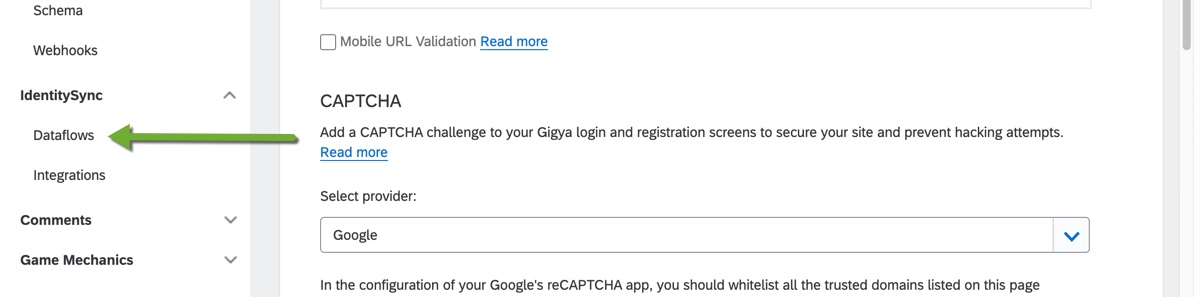 Schema
Webhooks
IdentitySync
Dataflows
Integrations
Comments
Game Mechanics
Mobile URL Validation Read more
CAPTCHA
Add a CAPTCHA challenge to your Gigya login and registration screens to secure your site and prevent hacking attempts.
Read more
Select provider:
Google
In the configuration of your Google's reCAPTCHA app, you should whitelist all the trusted domains listed on this page